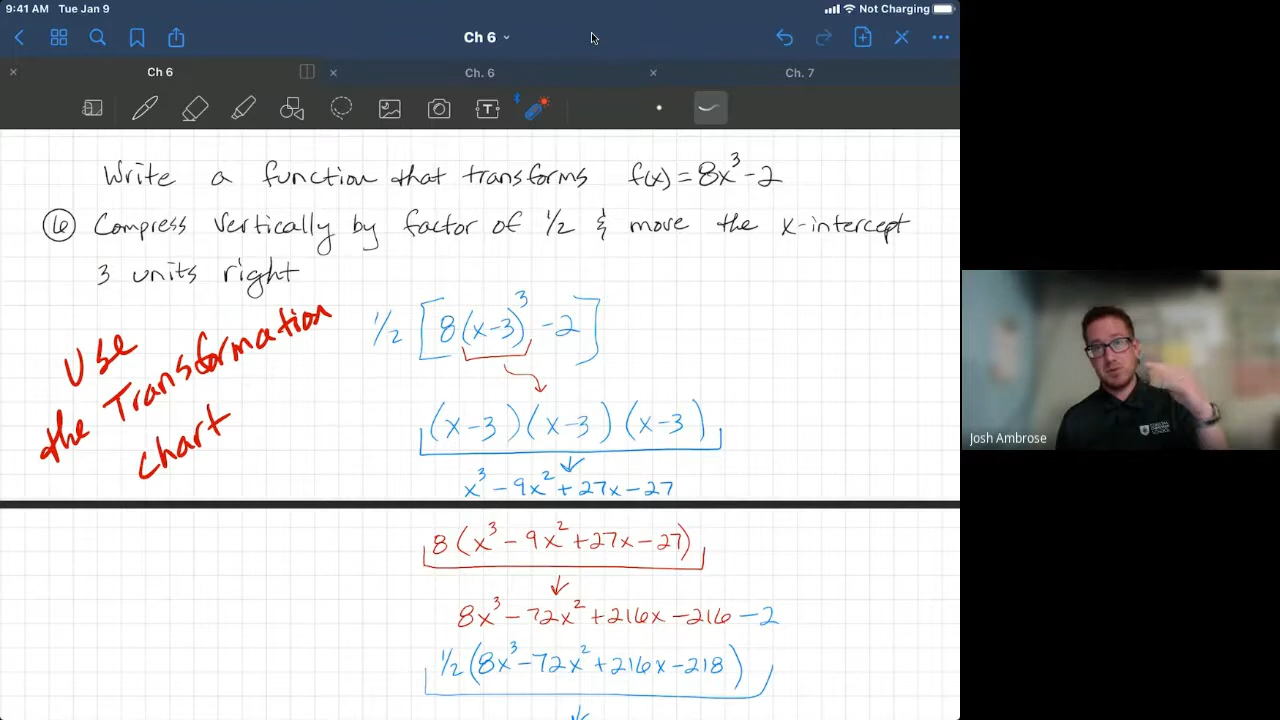 9:41 AM Tue Jan 9
Not Charging
Ch 6
Ch 6
Ch. 6
Ch. 7
T
Write a function that transforms f(x) = 8x³ - 2
⑥ Compress vertically by factor of 1/2 & move the x-intercept
3 units right
Use
the Transformation
chart
1/2 [8(x-3)³ - 2]
(x-3)(x-3)(x-3)
x³ - 9x² + 27x - 27
8(x³ - 9x² + 27x - 27)
8x³ - 72x² + 216x - 216 - 2
1/2(8x³ - 72x² + 216x - 218)
Josh Ambrose